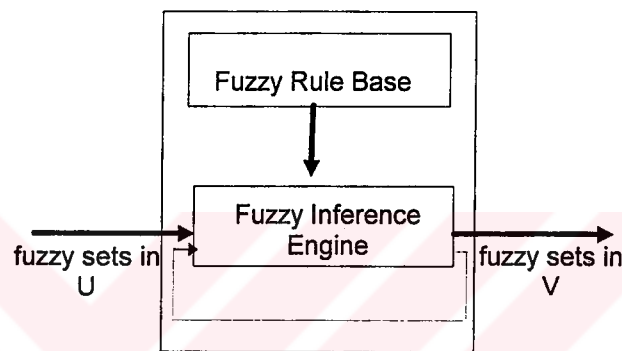 Fuzzy Rule Base
Fuzzy Inference
Engine
fuzzy sets in
U
fuzzy sets in
V